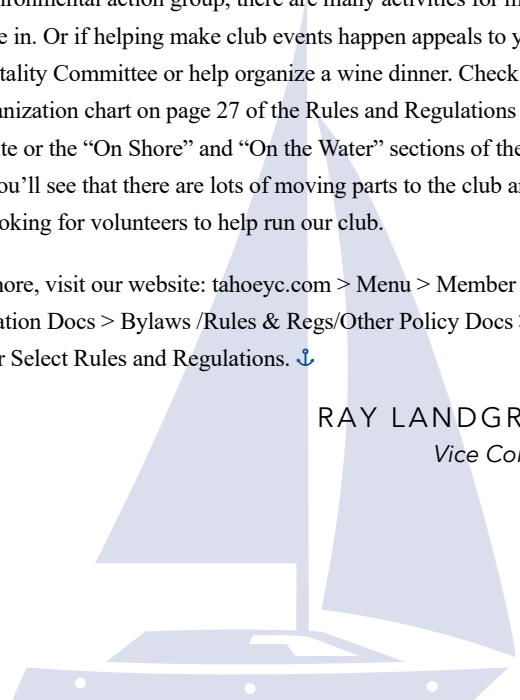 ronmental action group, there are many activities for m
e in. Or if helping make club events happen appeals to y
tality Committee or help organize a wine dinner. Check
anization chart on page 27 of the Rules and Regulations
te or the “On Shore” and “On the Water” sections of the
ou’ll see that there are lots of moving parts to the club a
oking for volunteers to help run our club.
nore, visit our website: tahoeyc.com > Menu > Member
ation Docs > Bylaws /Rules & Regs/Other Policy Docs
r Select Rules and Regulations.
RAY LANDGR
Vice Co